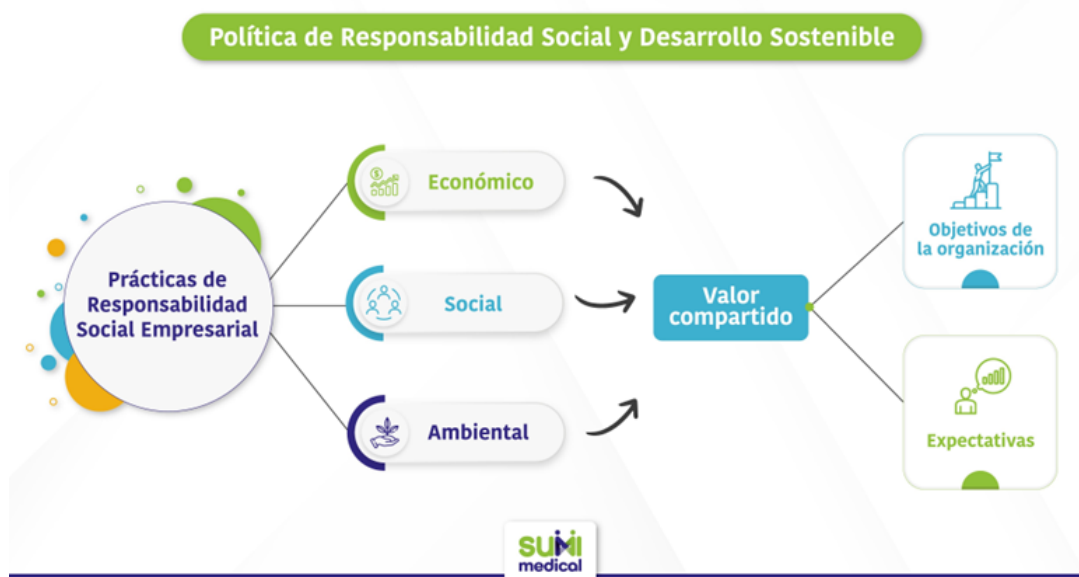 Política de Responsabilidad Social y Desarrollo Sostenible
Prácticas de
Responsabilidad
Social Empresarial
Económico
Social
Ambiental
Valor
compartido
Objetivos de
la organización
Expectativas
SUMI
medical